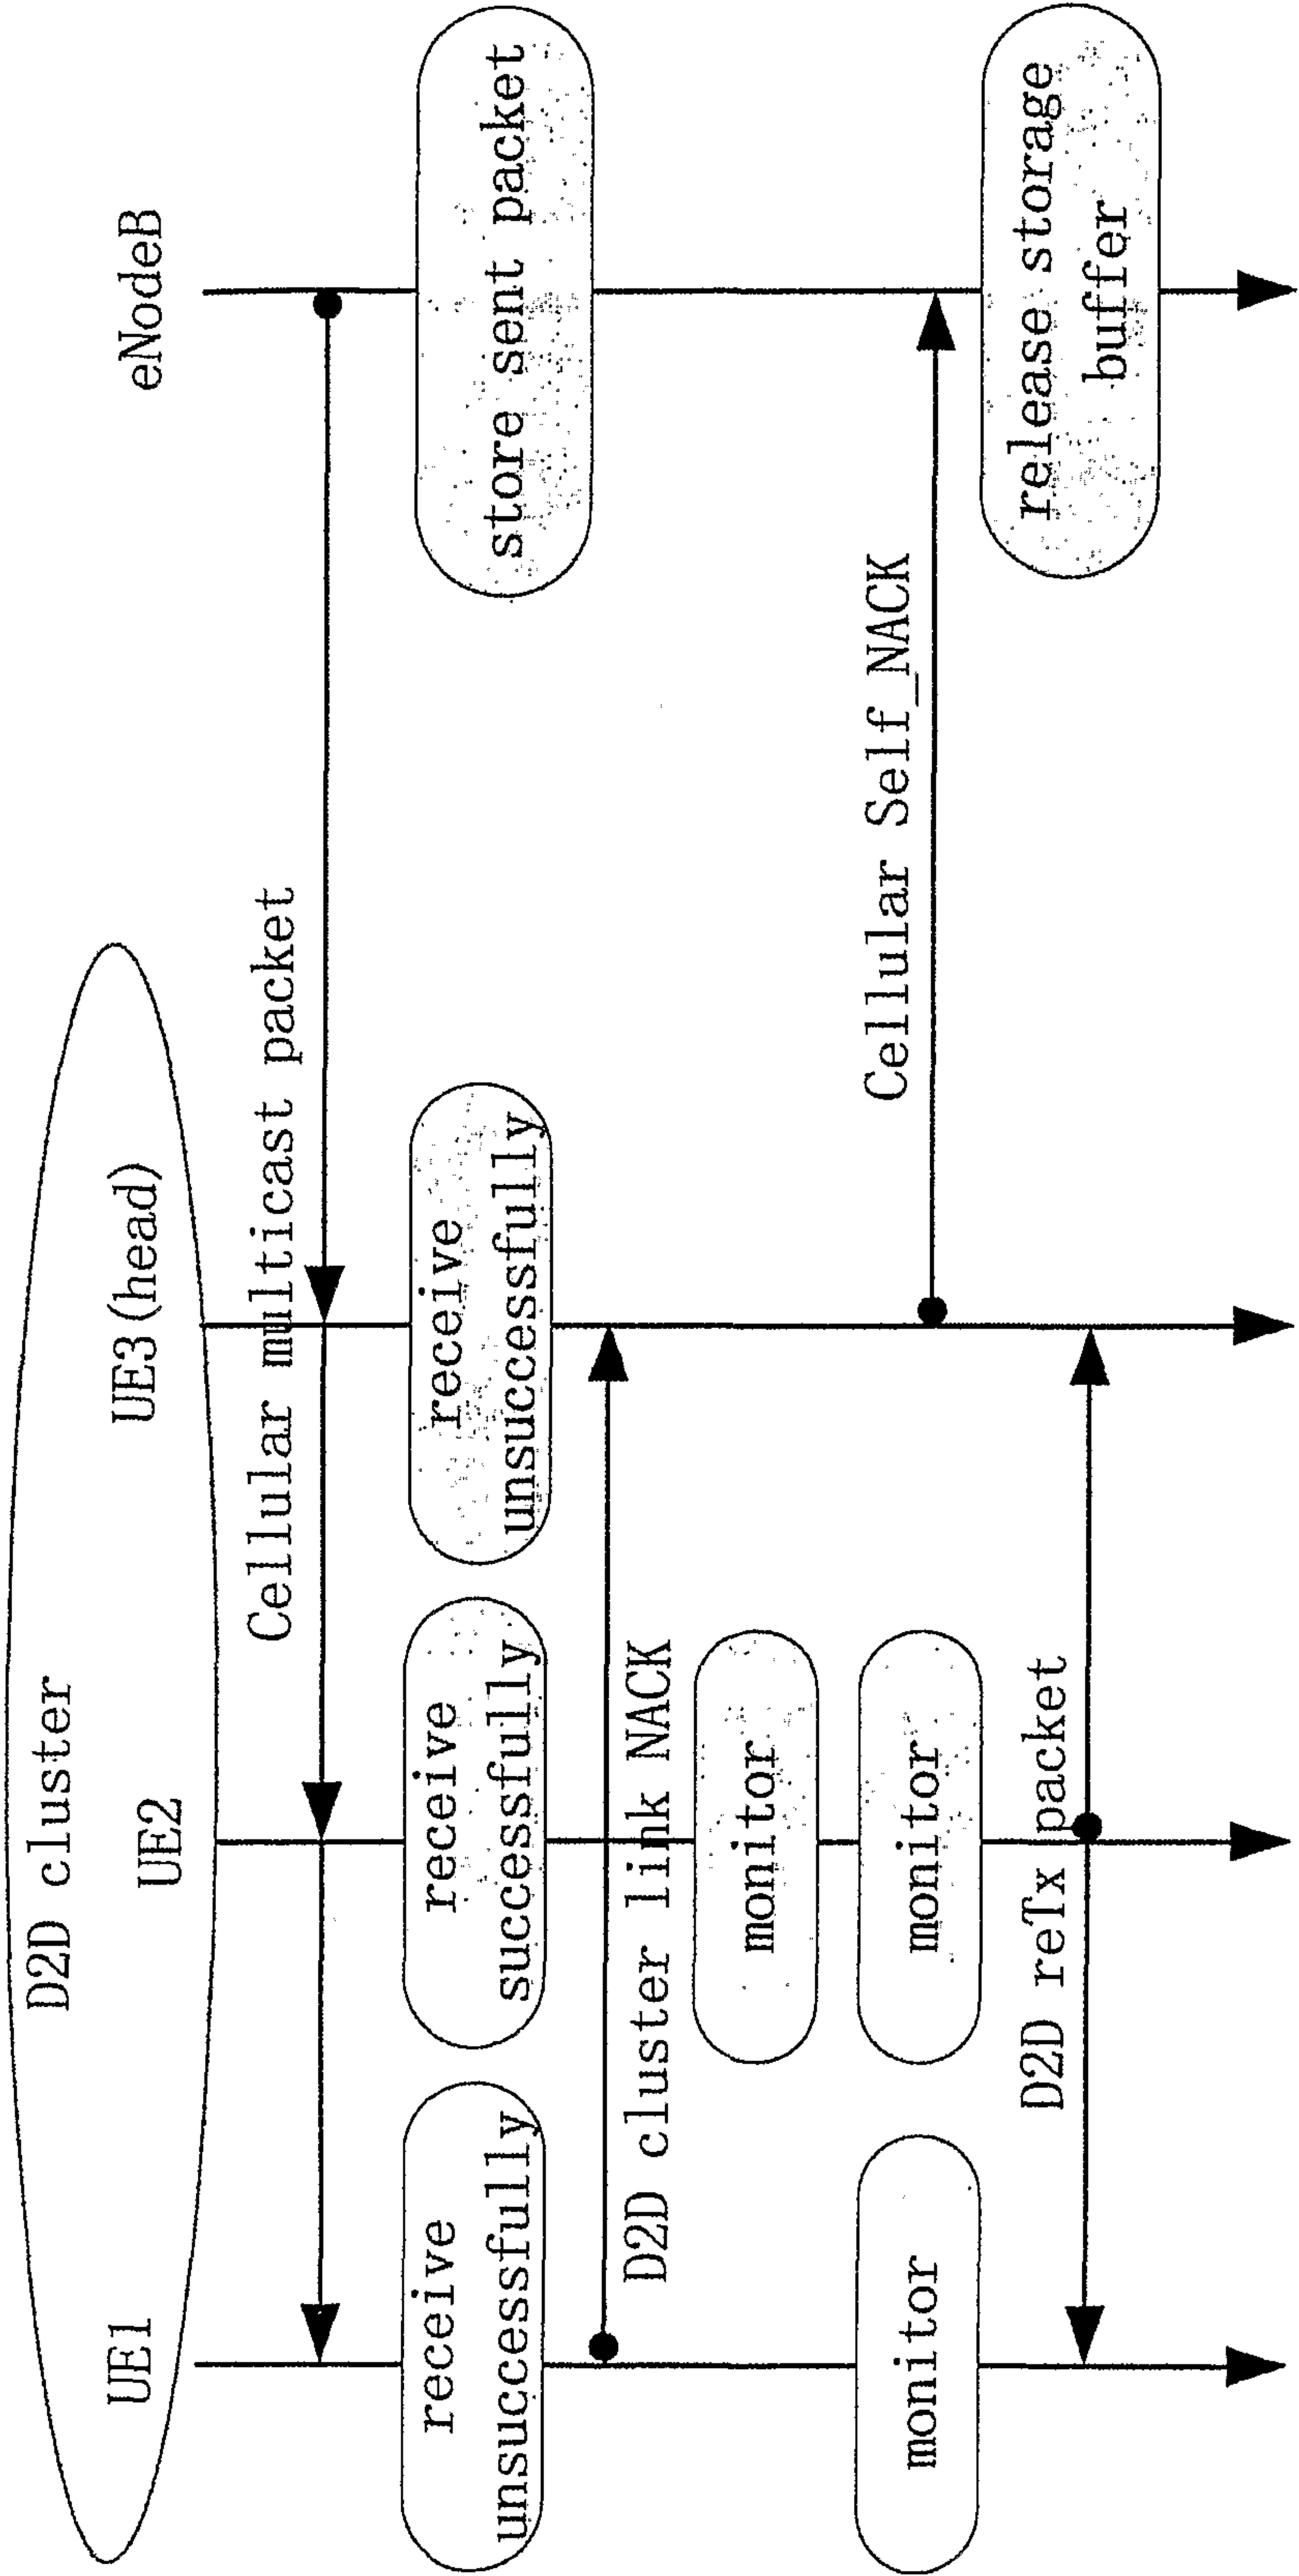 D2D cluster
UE1
UE2
UE3(head)
eNodeB
Cellular multicast packet
receive
unsuccessfully
receive
successfully
receive
unsuccessfully
store sent packet
D2D cluster link NACK
monitor
monitor
monitor
Cellular Self_NACK
release storage
buffer
D2D reTx packet